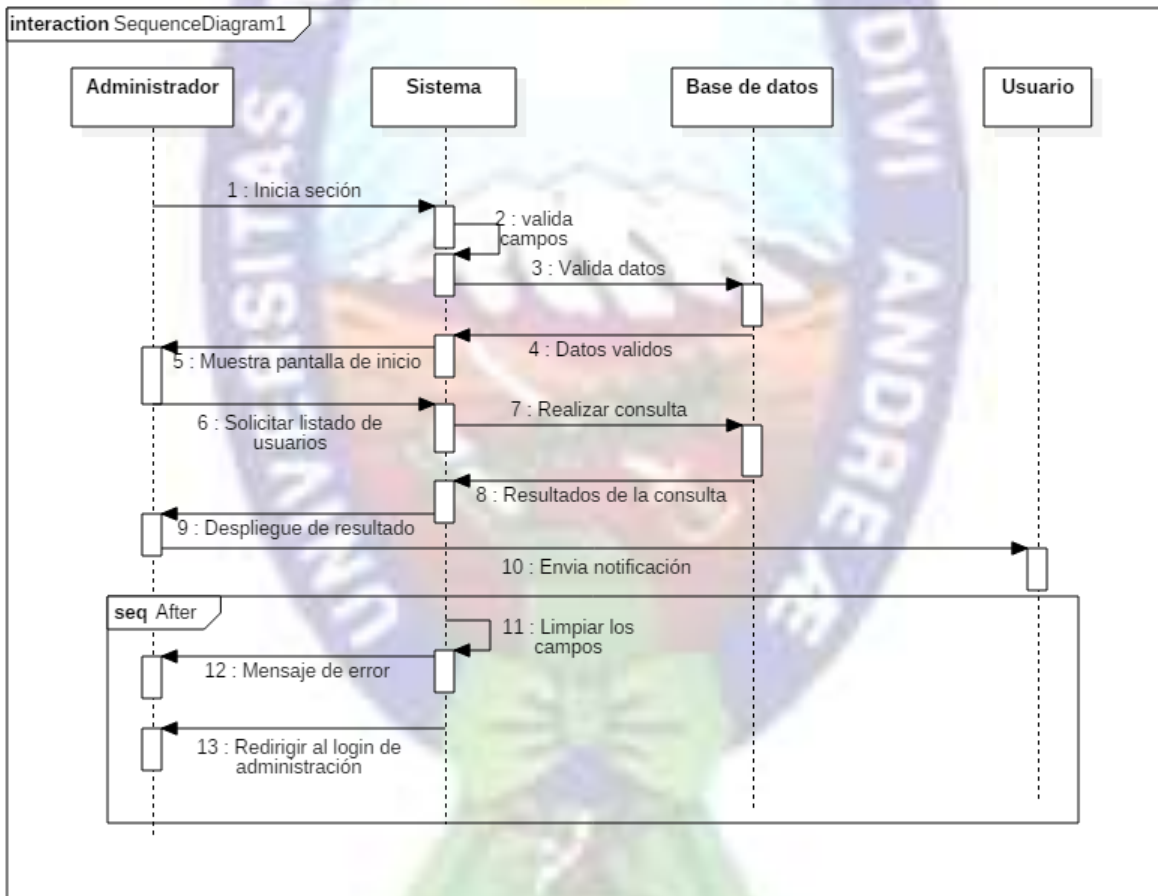 interaction SequenceDiagram1
Administrador
Sistema
Base de datos
Usuario
1 : Inicia seción
2 : valida
campos
3 : Valida datos
4 : Datos validos
5 : Muestra pantalla de inicio
6 : Solicitar listado de
usuarios
7 : Realizar consulta
8 : Resultados de la consulta
9 : Despliegue de resultado
10 : Envia notificación
seq After
11 : Limpiar los
campos
12 : Mensaje de error
13 : Redirigir al login de
administración
UNIVERSITAS
DIVI ANDRE Æ